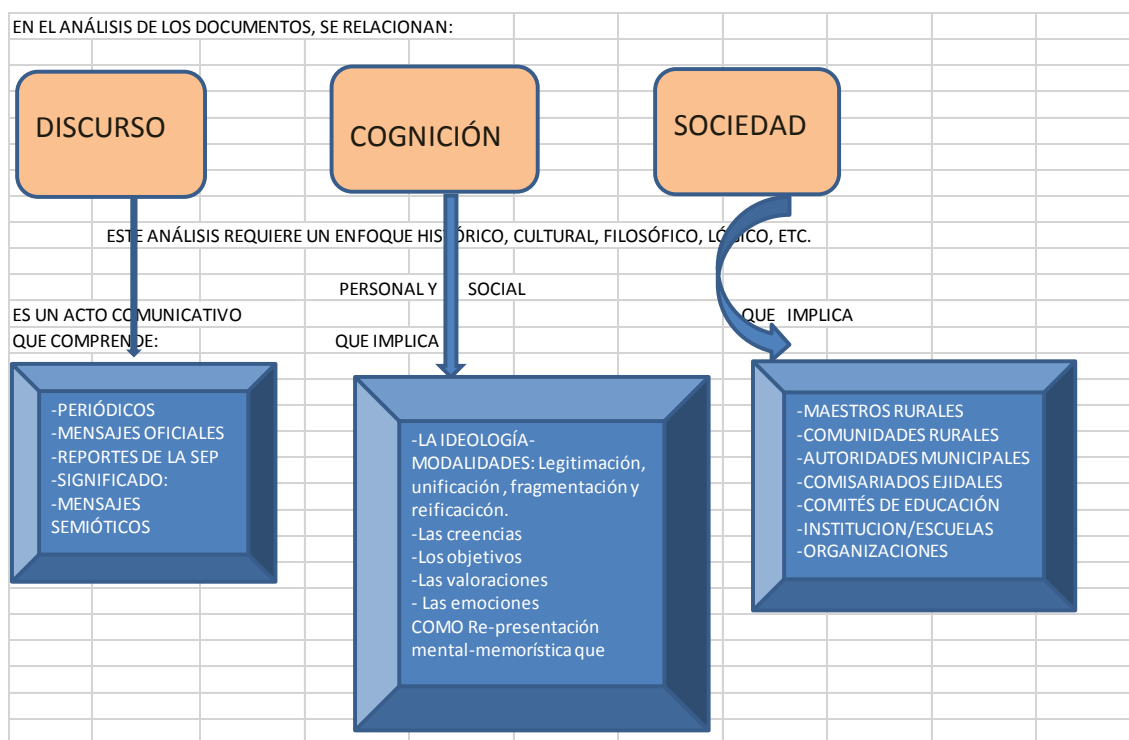 EN EL ANÁLISIS DE LOS DOCUMENTOS, SE RELACIONAN:
DISCURSO
COGNICIÓN
SOCIEDAD
ESTE ANÁLISIS REQUIERE UN ENFOQUE HISTÓRICO, CULTURAL, FILOSÓFICO, LÓGICO, ETC.
PERSONAL Y SOCIAL
ES UN ACTO COMUNICATIVO
QUE COMPRENDE:
QUE IMPLICA
QUE IMPLICA
-PERIÓDICOS
-MENSAJES OFICIALES
-REPORTES DE LA SEP
-SIGNIFICADO:
-MENSAJES
SEMIÓTICOS
-LA IDEOLOGÍA-
MODALIDADES: Legitimación,
unificación , fragmentación y
reificacicón.
-Las creencias
-Los objetivos
-Las valoraciones
- Las emociones
COMO Re-presentación
mental-memorística que
-MAESTROS RURALES
-COMUNIDADES RURALES
-AUTORIDADES MUNICIPALES
-COMISARIADOS EJIDALES
-COMITÉS DE EDUCACIÓN
-INSTITUCION/ESCUELAS
-ORGANIZACIONES